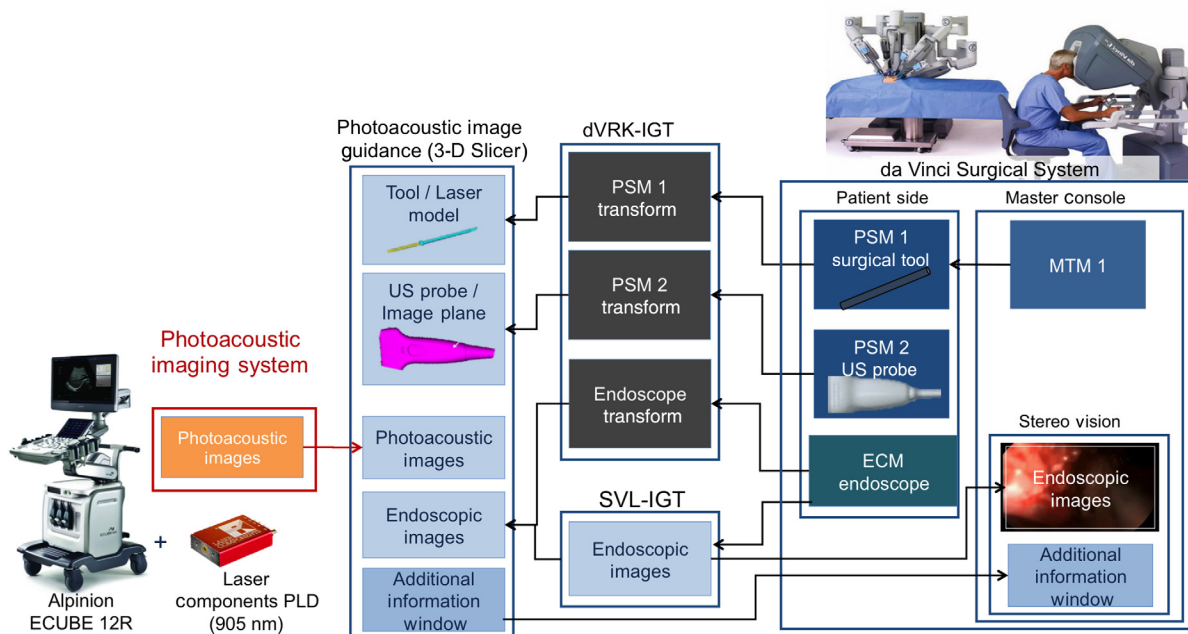 da Vinci Surgical System
Photoacoustic image
guidance (3-D Slicer)
Tool / Laser
model
US probe /
Image plane
Photoacoustic
images
Endoscopic
images
Additional
information
window
dVRK-IGT
PSM 1
transform
PSM 2
transform
Endoscope
transform
SVL-IGT
Endoscopic
images
Patient side
PSM 1
surgical tool
PSM 2
US probe
ECM
endoscope
Master console
MTM 1
Stereo vision
Endoscopic
images
Additional
information
window
Photoacoustic
imaging system
Photoacoustic
images
+
Alpinion
ECUBE 12R
Laser
components PLD
(905 nm)